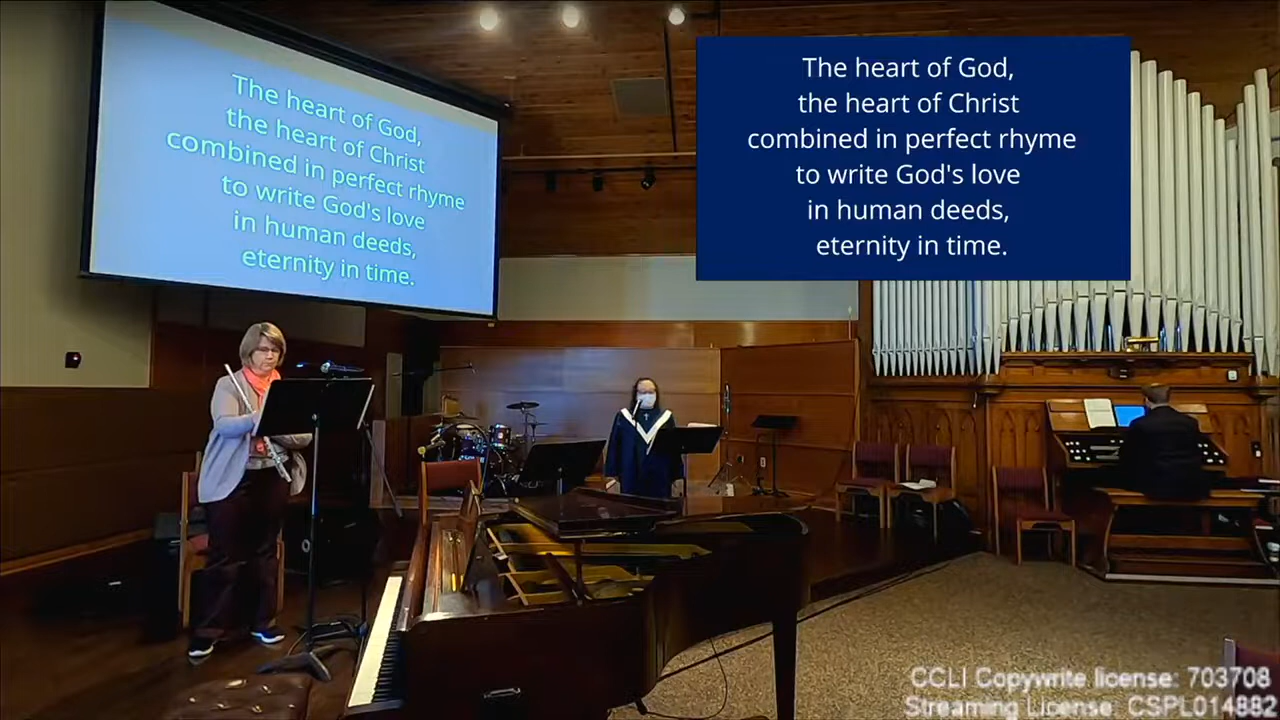 The heart of God,
the heart of Christ
combined in perfect rhyme
to write God's love
in human deeds,
eternity in time.
The heart of God,
the heart of Christ
combined in perfect rhyme
to write God's love
in human deeds,
eternity in time.
CCLI Copywrite license: 703708
Streaming License: CSPL014882